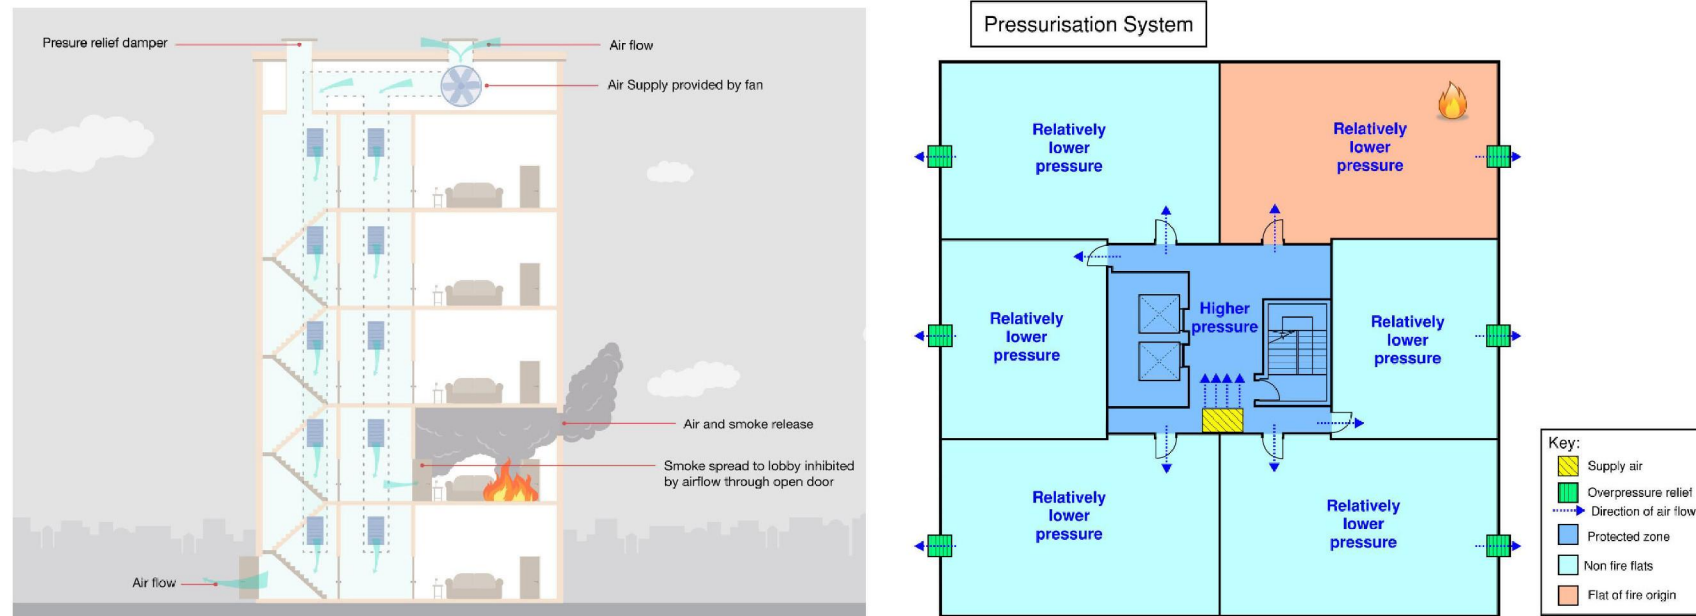 Presure relief damper
Air flow
Air Supply provided by fan
Air and smoke release
Smoke spread to lobby inhibited
by airflow through open door
Air flow
Pressurisation System
Relatively
lower
pressure
Relatively
lower
pressure
Relatively
lower
pressure
Higher
pressure
Relatively
lower
pressure
Relatively
lower
pressure
Relatively
lower
pressure
Key:
Supply air
Overpressure relief
Direction of air flow
Protected zone
Non fire flats
Flat of fire origin